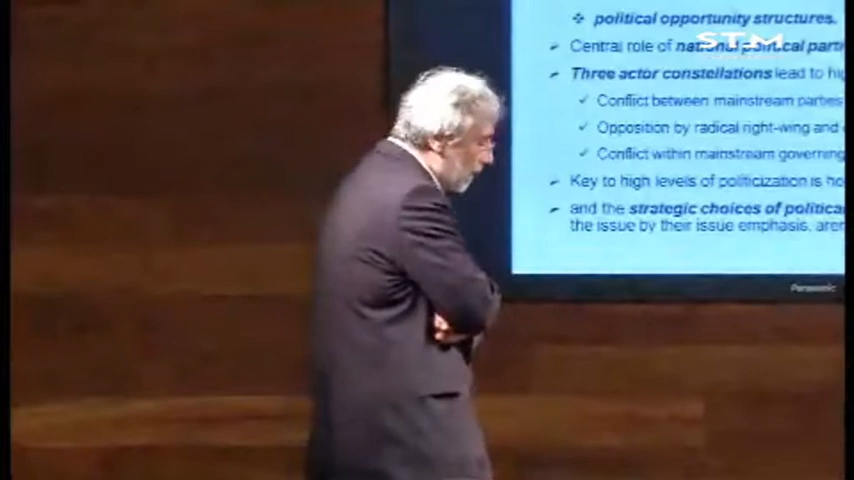 political opportunity structures.
STM
Central role of national political parti
Three actor constellations lead to hig
Conflict between mainstream parties
Opposition by radical right-wing and
Conflict within mainstream governing
Key to high levels of politicization is ho
and the strategic choices of political
the issue by their issue emphasis, aren
Panasonic